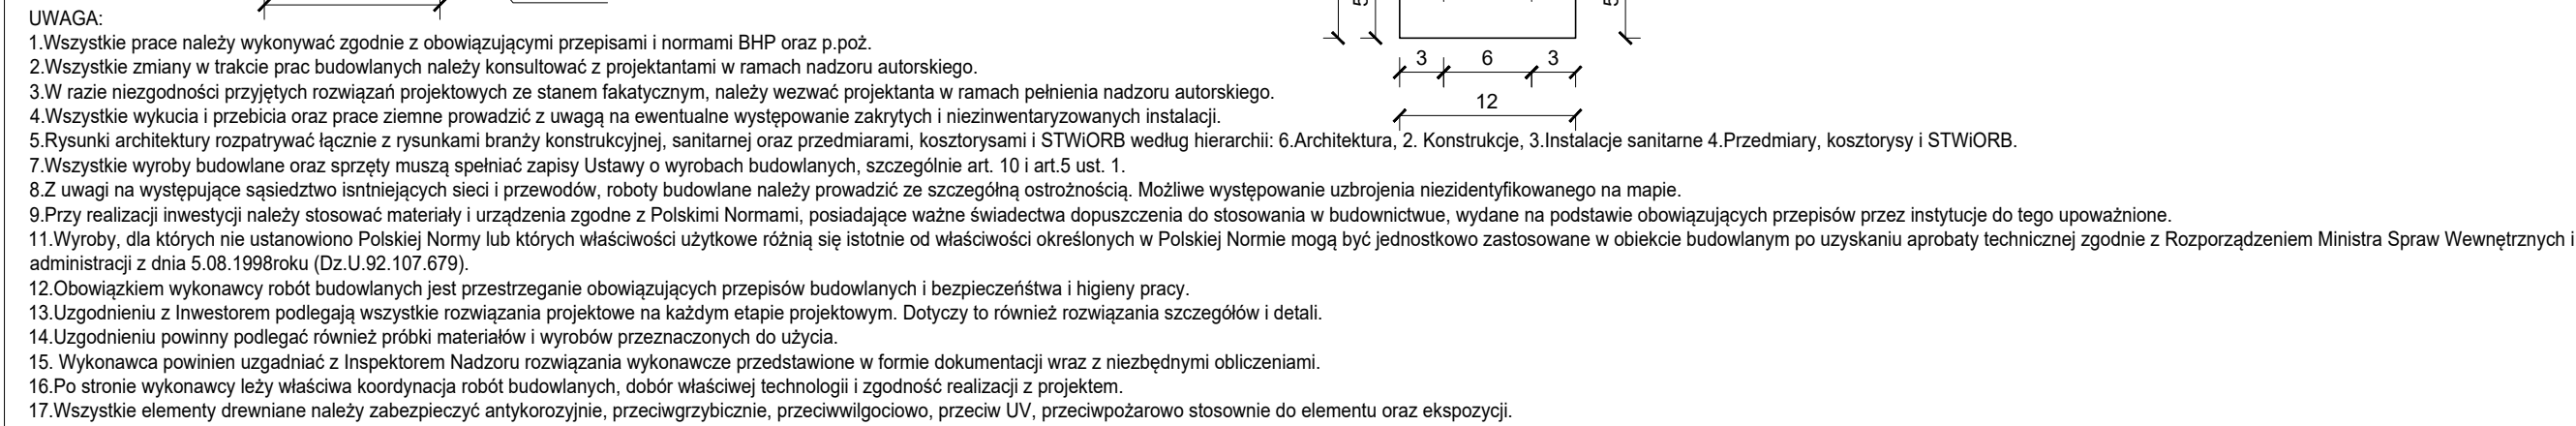 UWAGA:
1.Wszystkie prace należy wykonywać zgodnie z obowiązującymi przepisami i normami BHP oraz p.poż.
2.Wszystkie zmiany w trakcie prac budowlanych należy konsultować z projektantami w ramach nadzoru autorskiego.
3.W razie niezgodności przyjętych rozwiązań projektowych ze stanem fakatycznym, należy wezwać projektanta w ramach pełnienia nadzoru autorskiego.
4.Wszystkie wykucia i przebicia oraz prace ziemne prowadzić z uwagą na ewentualne występowanie zakrytych i niezinwentaryzowanych instalacji.
5.Rysunki architektury rozpatrywać łącznie z rysunkami branży konstrukcyjnej, sanitarnej oraz przedmiarami, kosztorysami i STWiORB według hierarchii: 6.Architektura, 2. Konstrukcje, 3.Instalacje sanitarne 4.Przedmiary, kosztorysy i STWiORB.
7.Wszystkie wyroby budowlane oraz sprzęty muszą spełniać zapisy Ustawy o wyrobach budowlanych, szczególnie art. 10 i art.5 ust. 1.
8.Z uwagi na występujące sąsiedztwo isntniejących sieci i przewodów, roboty budowlane należy prowadzić ze szczegółną ostrożnością. Możliwe występowanie uzbrojenia niezidentyfikowanego na mapie.
9.Przy realizacji inwestycji należy stosować materiały i urządzenia zgodne z Polskimi Normami, posiadające ważne świadectwa dopuszczenia do stosowania w budownictwue, wydane na podstawie obowiązujących przepisów przez instytucje do tego upoważnione.
11.Wyroby, dla których nie ustanowiono Polskiej Normy lub których właściwości użytkowe różnią się istotnie od właściwości określonych w Polskiej Normie mogą być jednostkowo zastosowane w obiekcie budowlanym po uzyskaniu aprobaty technicznej zgodnie z Rozporządzeniem Ministra Spraw Wewnętrznych i
administracji z dnia 5.08.1998roku (Dz.U.92.107.679).
12.Obowiązkiem wykonawcy robót budowlanych jest przestrzeganie obowiązujących przepisów budowlanych i bezpieczeńśtwa i higieny pracy.
13.Uzgodnieniu z Inwestorem podlegają wszystkie rozwiązania projektowe na każdym etapie projektowym. Dotyczy to również rozwiązania szczegółów i detali.
14.Uzgodnieniu powinny podlegać również próbki materiałów i wyrobów przeznaczonych do użycia.
15. Wykonawca powinien uzgadniać z Inspektorem Nadzoru rozwiązania wykonawcze przedstawione w formie dokumentacji wraz z niezbędnymi obliczeniami.
16.Po stronie wykonawcy leży właściwa koordynacja robót budowlanych, dobór właściwej technologii i zgodność realizacji z projektem.
17.Wszystkie elementy drewniane należy zabezpieczyć antykorozyjnie, przeciwgrzybicznie, przeciwwilgociowo, przeciw UV, przeciwpożarowo stosownie do elementu oraz ekspozycji.
3 6 3
12